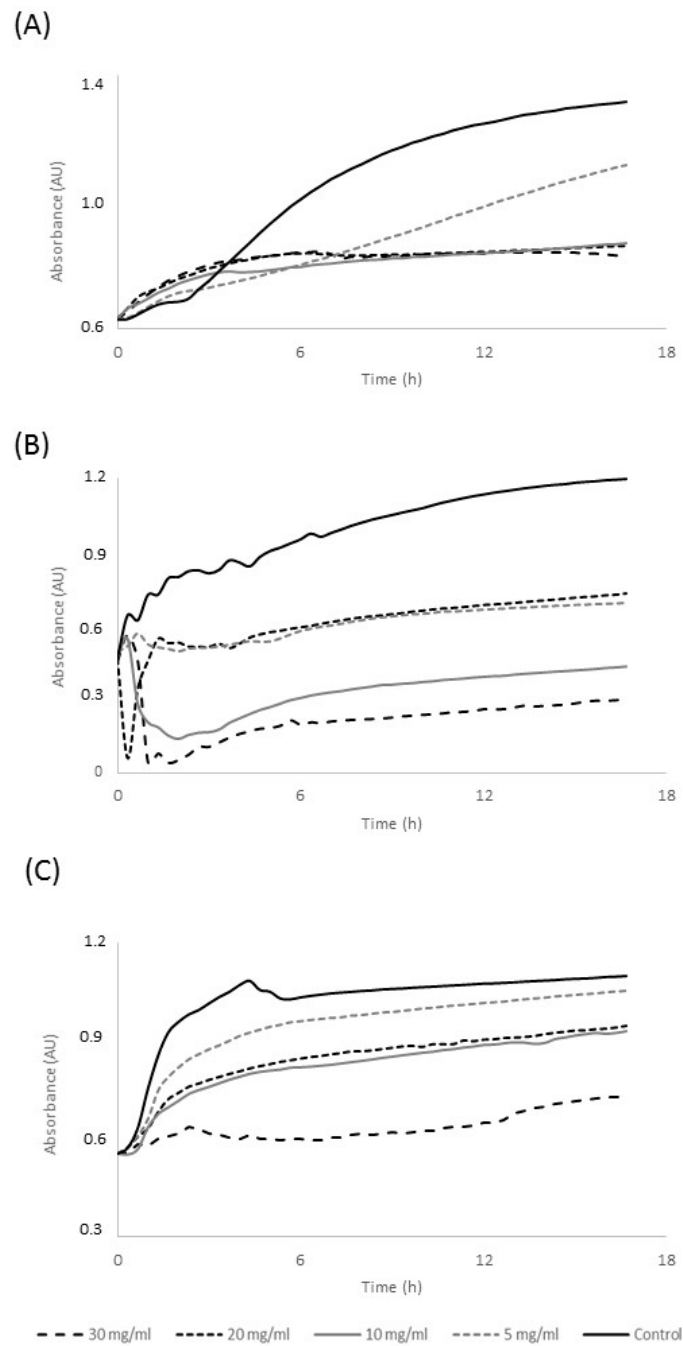 (A)
1.4
1.0
0.6
Absorbance (AU)
0 6 12 18
Time (h)
(B)
1.2
0.9
0.6
0.3
0
Absorbance (AU)
0 6 12 18
Time (h)
(C)
1.2
0.9
0.6
0.3
Absorbance (AU)
0 6 12 18
Time (h)
30 mg/ml 20 mg/ml 10 mg/ml 5 mg/ml Control